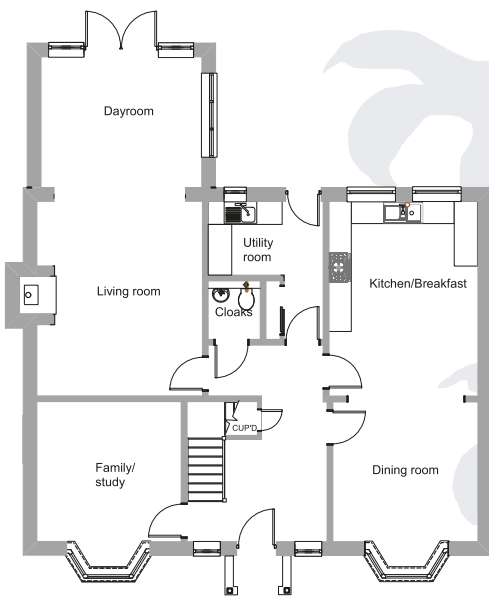 Dayroom
Utility
room
Living room
Kitchen/Breakfast
Cloaks
CUP'D
Family/
study
Dining room